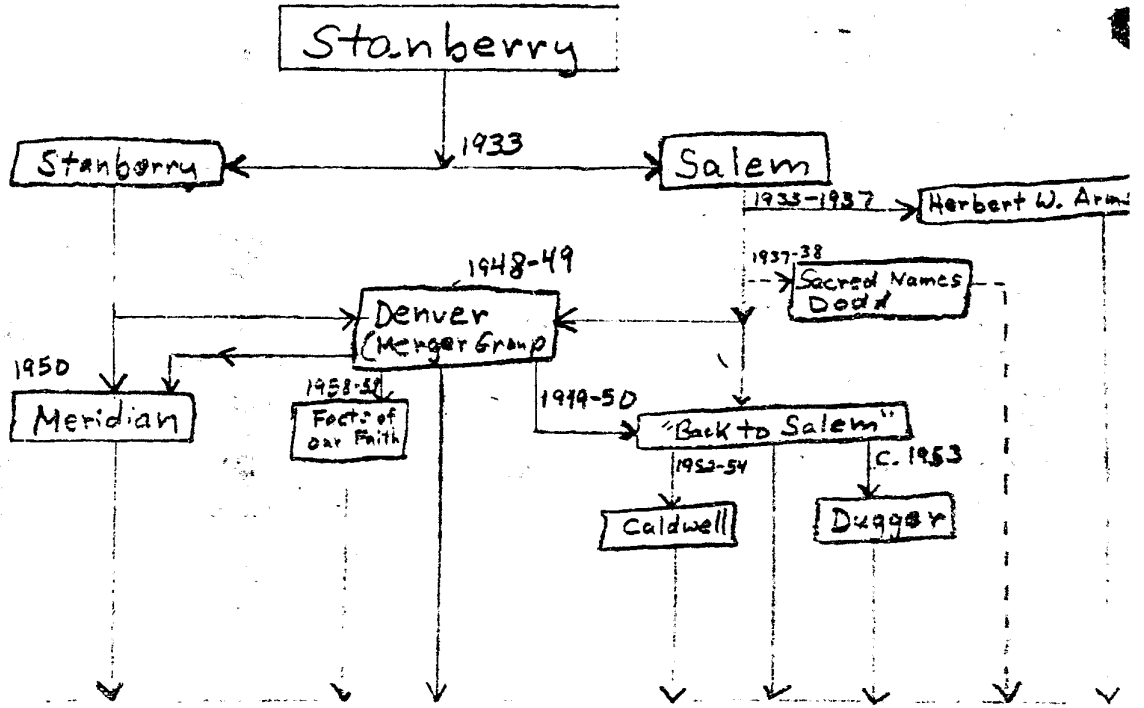 Stanberry
1933
Stanberry
Salem
1933-1937
Herbert W. Arm
1937-38
Sacred Names
Dodd
1948-49
Denver
(Merger Group
1950
Meridian
1958-59
Facts of
our Faith
1949-50
"Back to Salem"
1952-54
C. 1953
Caldwell
Dugger